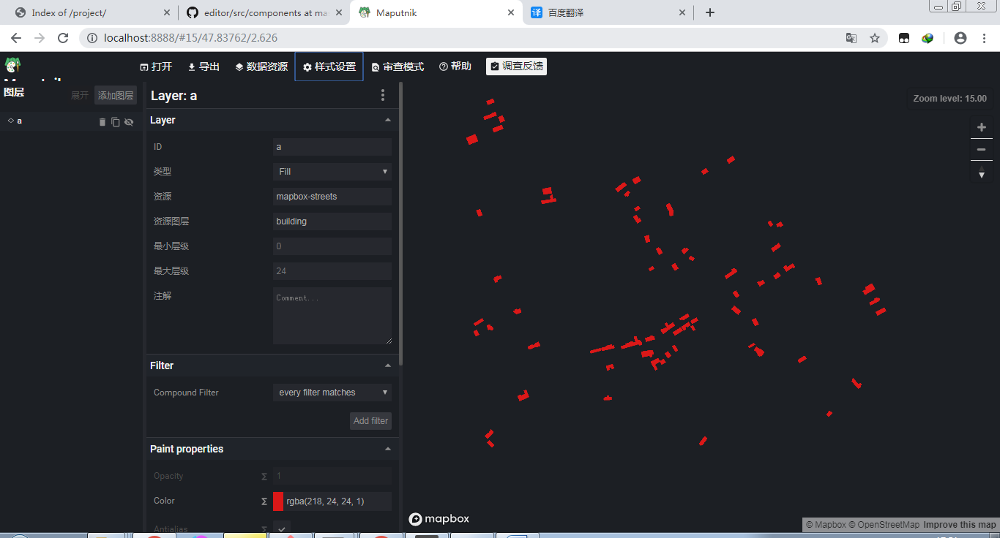 Index of /project/
editor/src/components at ma
Maputnik
百度翻译
localhost:8888/#15/47.83762/2.626
打开
导出
数据资源
样式设置
审查模式
帮助
调查反馈
图层
展开
添加图层
a
Layer: a
Layer
ID
a
类型
Fill
资源
mapbox-streets
资源图层
building
最小层级
0
最大层级
24
注解
Comment...
Filter
Compound Filter
every filter matches
Add filter
Paint properties
Opacity
1
Color
rgba(218, 24, 24, 1)
Antialias
Zoom level: 15.00
mapbox
© Mapbox © OpenStreetMap Improve this map